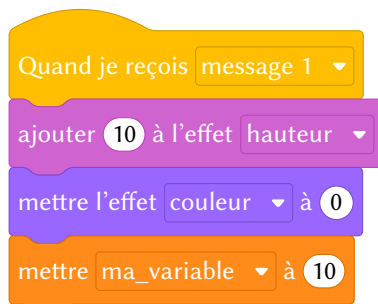 Quand je reçois message 1
ajouter 10 à l’effet hauteur
mettre l’effet couleur à 0
mettre ma_variable à 10